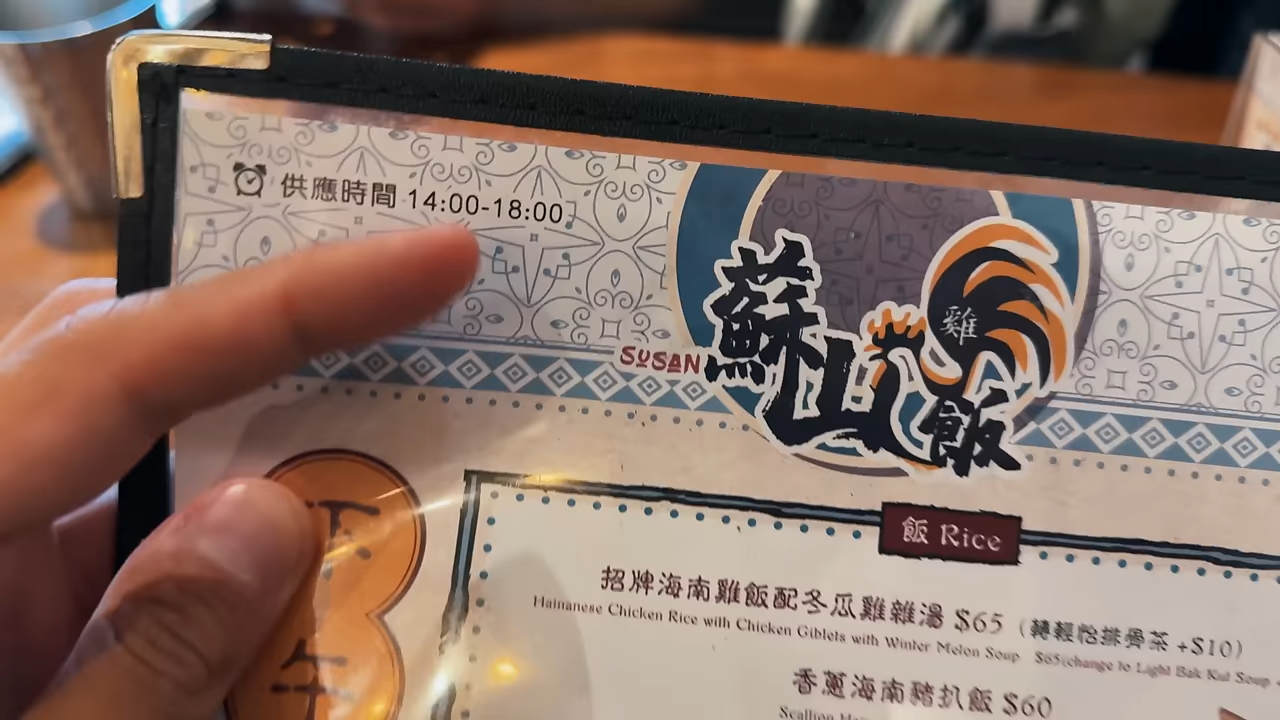 供應時間 14:00-18:00
SUSAN
蘇山飯
雞
下午
飯 Rice
招牌海南雞飯配冬瓜雞雜湯 $65 (轉輕怡排骨茶 +$10)
Hainanese Chicken Rice with Chicken Giblets with Winter Melon Soup $65(change to Light Bak Kut Soup
香蔥海南豬扒飯 $60
Scallion